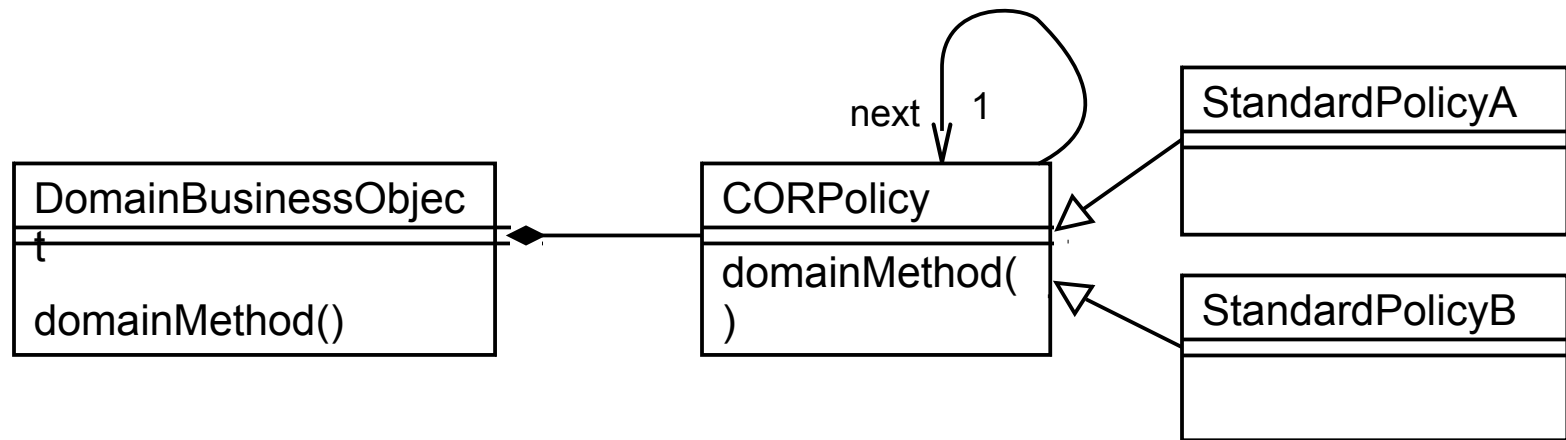 next
1
StandardPolicyA
DomainBusinessObjec
t
domainMethod()
CORPolicy
domainMethod(
)
StandardPolicyB